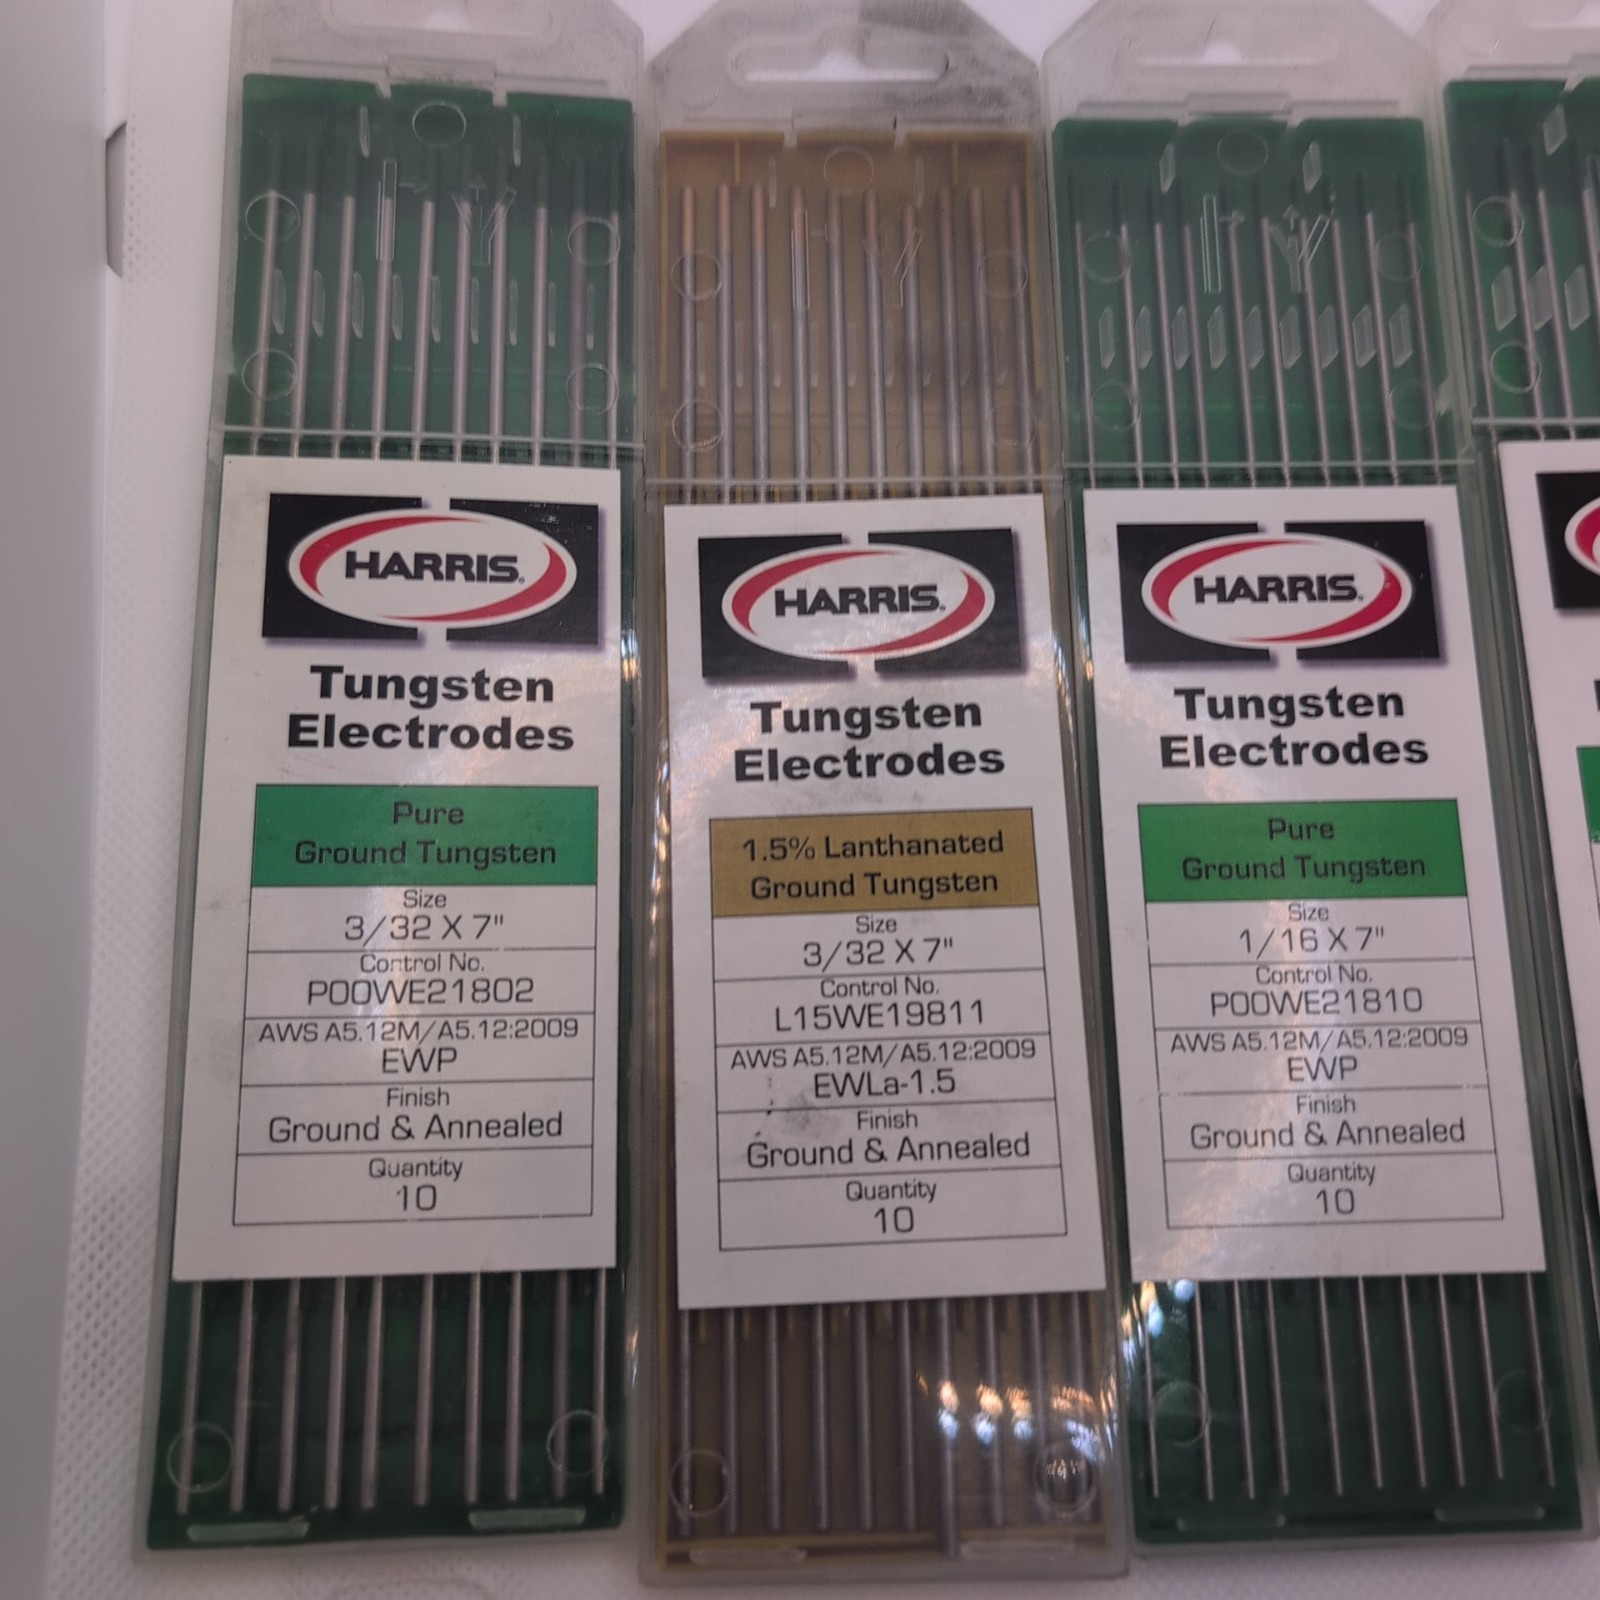 HARRIS.
Tungsten
Electrodes
Pure
Ground Tungsten
Size
3/32 X 7"
Control No.
P00WE21802
AWS A5.12M/A5.12:2009
EWP
Finish
Ground & Annealed
Quantity
10
HARRIS.
Tungsten
Electrodes
1.5% Lanthanated
Ground Tungsten
Size
3/32 X 7"
Control No.
L15WE19811
AWS A5.12M/A5.12:2009
EWLa-1.5
Finish
Ground & Annealed
Quantity
10
HARRIS.
Tungsten
Electrodes
Pure
Ground Tungsten
Size
1/16 X 7"
Control No.
P00WE21810
AWS A5.12M/A5.12:2009
EWP
Finish
Ground & Annealed
Quantity
10